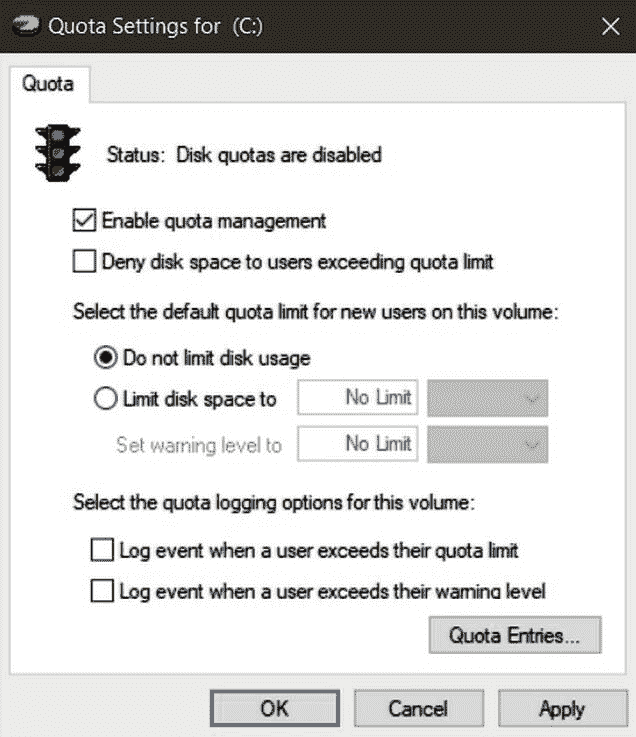 Quota Settings for (C:)
Quota
Status: Disk quotas are disabled
Enable quota management
Deny disk space to users exceeding quota limit
Select the default quota limit for new users on this volume:
Do not limit disk usage
Limit disk space to No Limit
Set warning level to No Limit
Select the quota logging options for this volume:
Log event when a user exceeds their quota limit
Log event when a user exceeds their warning level
Quota Entries...
OK Cancel Apply